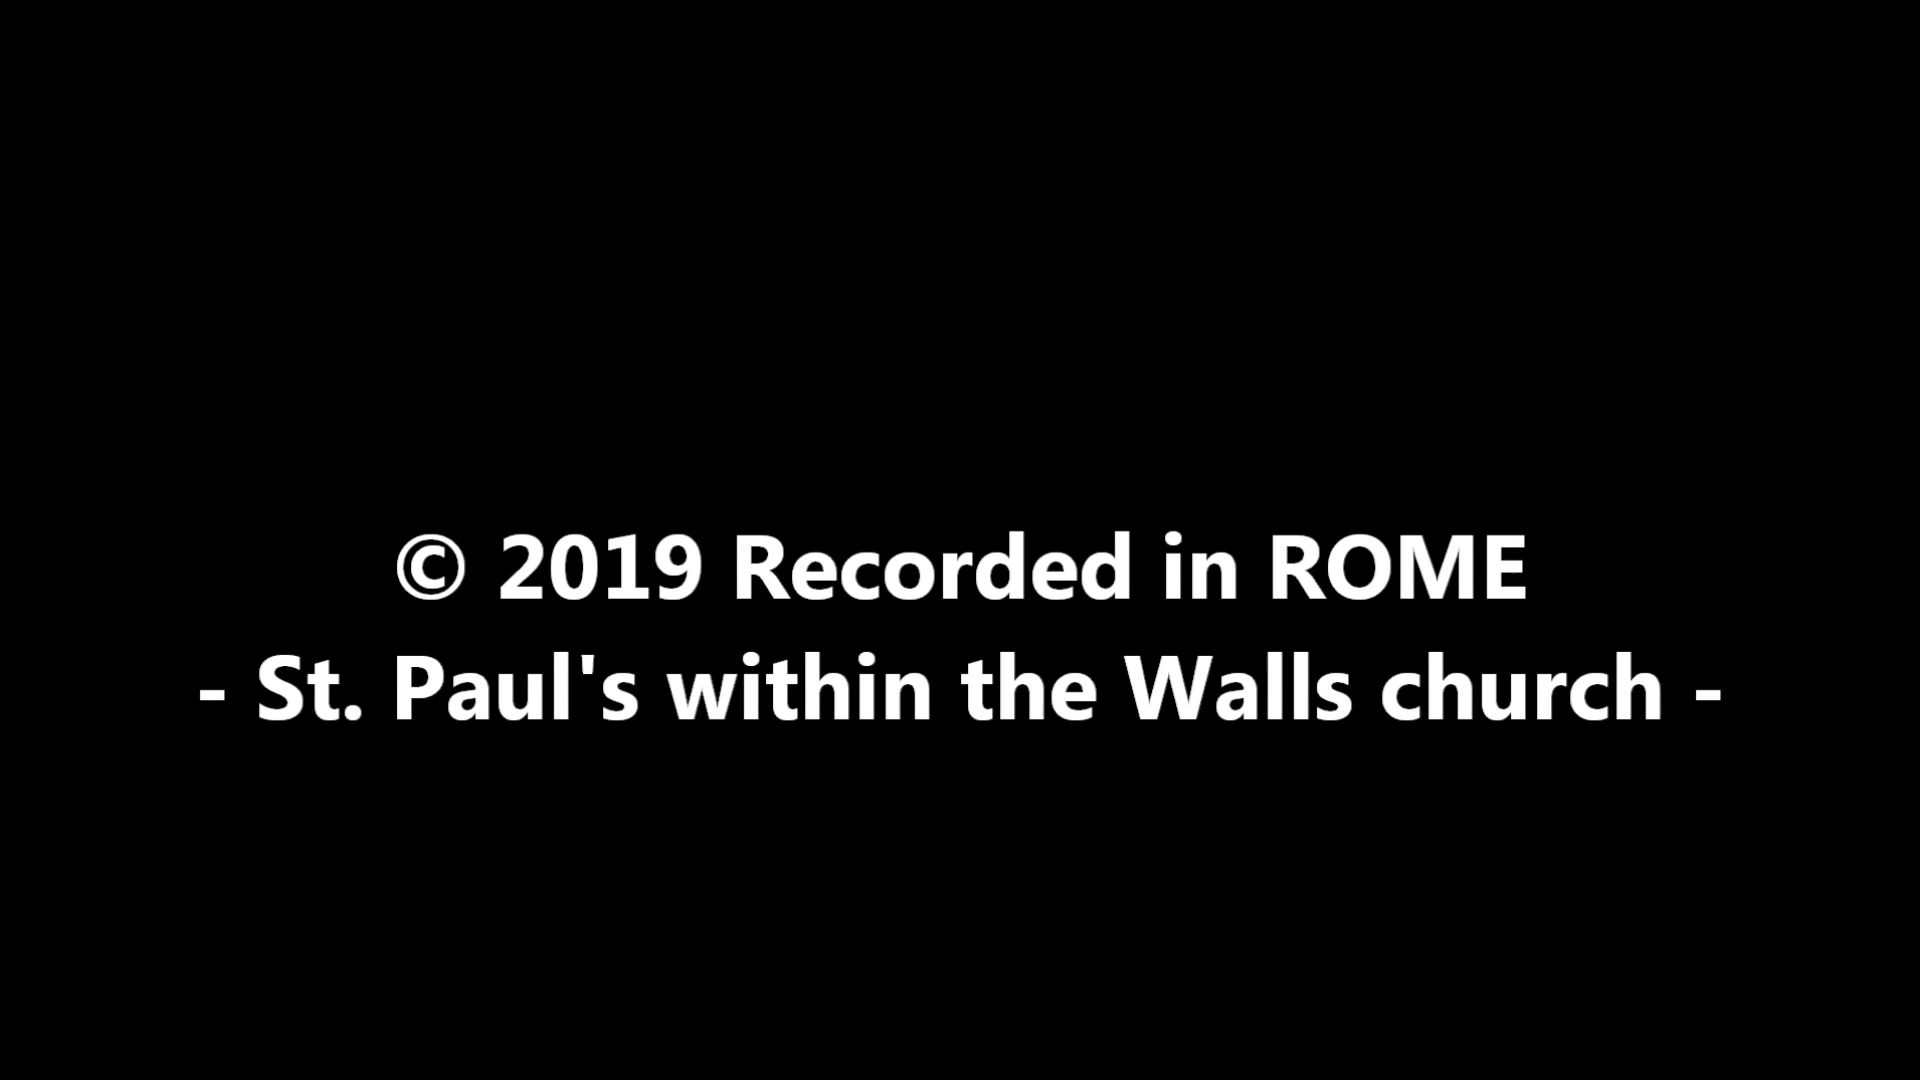 © 2019 Recorded in ROME
- St. Paul's within the Walls church -